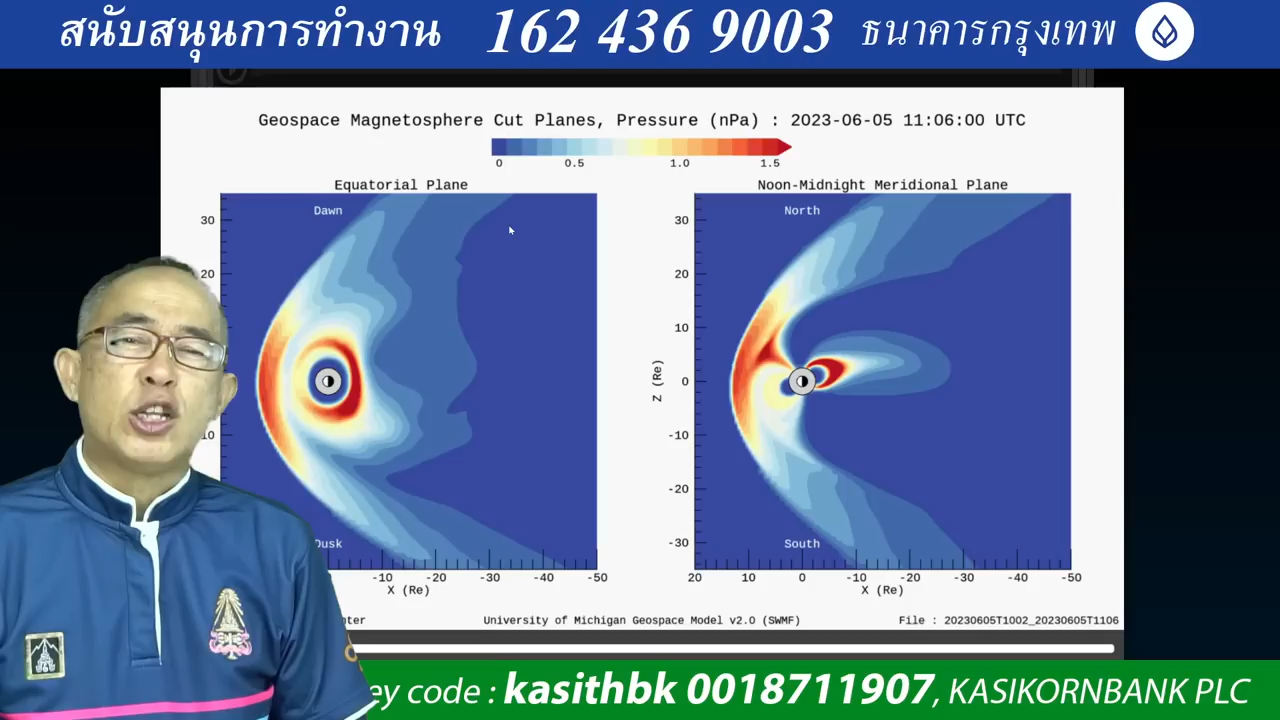 สนับสนุนการทำงาน 162 436 9003 ธนาคารกรุงเทพ
Geospace Magnetosphere Cut Planes, Pressure (nPa) : 2023-06-05 11:06:00 UTC
0 0.5 1.0 1.5
Equatorial Plane
Noon-Midnight Meridional Plane
Dawn
North
30
20
10
-10 -20 -30 -40 -50
X (Re)
Dusk
30
20
10
0
-10
-20
-30
Z (Re)
South
20 10 0 -10 -20 -30 -40 -50
X (Re)
University of Michigan Geospace Model v2.0 (SWMF)
File : 20230605T1002_20230605T1106
code : kasithbk 0018711907, KASIKORNBANK PLC